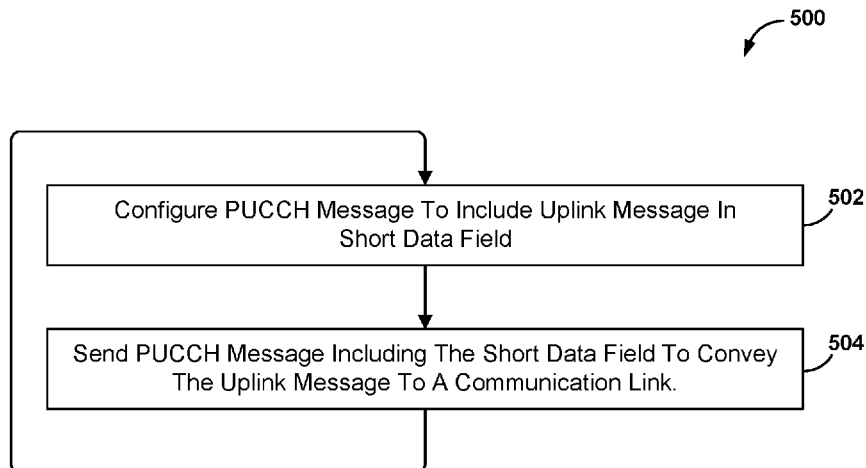 500
Configure PUCCH Message To Include Uplink Message In
Short Data Field
502
Send PUCCH Message Including The Short Data Field To Convey
The Uplink Message To A Communication Link.
504